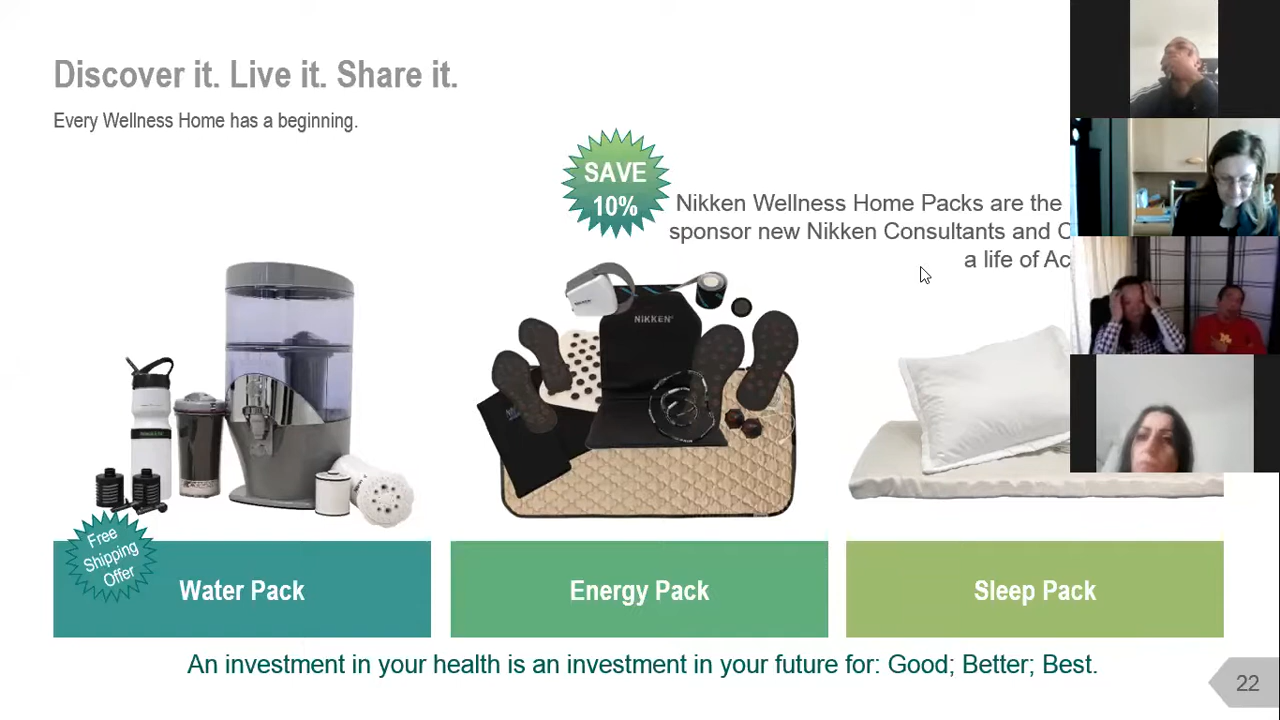 Discover it. Live it. Share it.
Every Wellness Home has a beginning.
SAVE
10%
Nikken Wellness Home Packs are the
sponsor new Nikken Consultants and
a life of
NIKKEN
Free
Shipping
Offer
Water Pack
Energy Pack
Sleep Pack
An investment in your health is an investment in your future for: Good; Better; Best.
22